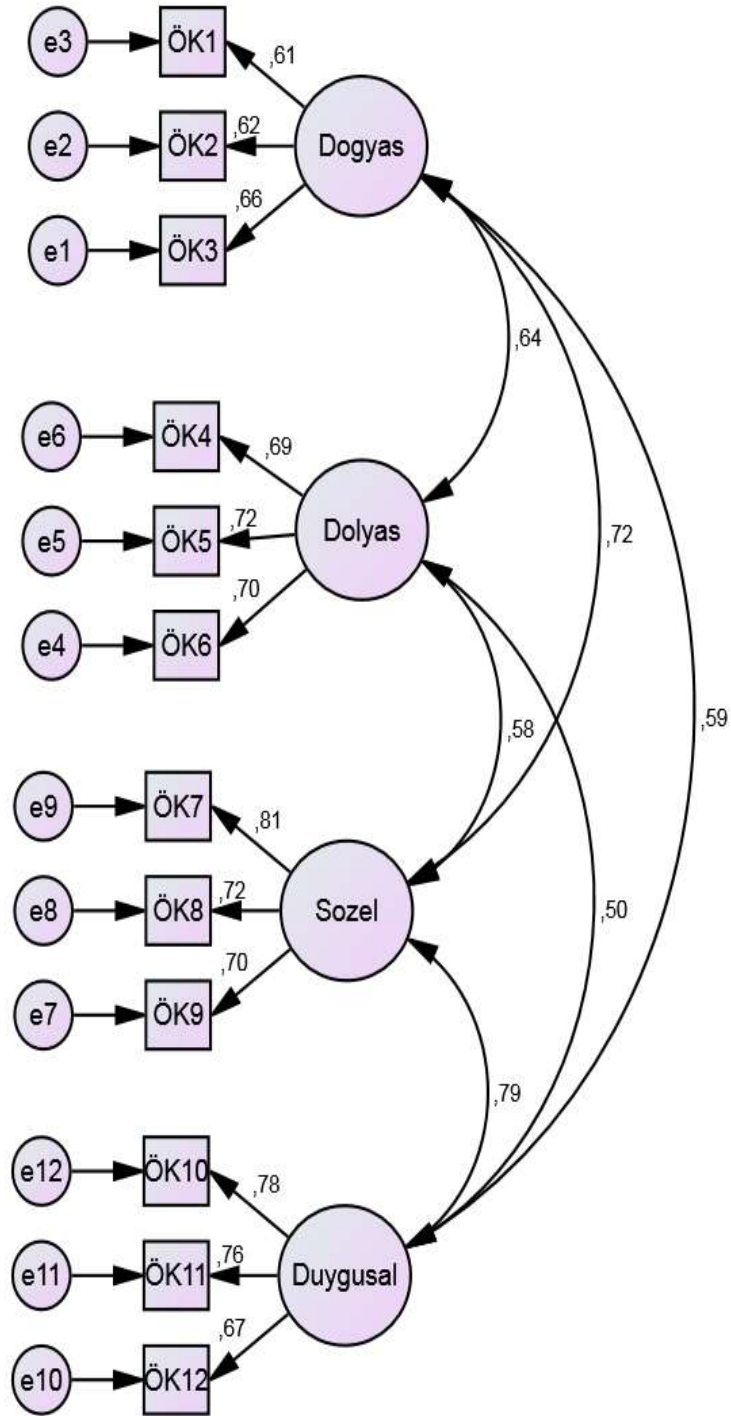 e3
ÖK1
,61
e2
ÖK2
,62
Dogyas
e1
ÖK3
,66
,64
e6
ÖK4
,69
e5
ÖK5
,72
Dolyas
,72
e4
ÖK6
,70
,58
,59
e9
ÖK7
,81
e8
ÖK8
,72
Sozel
,50
e7
ÖK9
,70
,79
e12
ÖK10
,78
e11
ÖK11
,76
Duygusal
e10
ÖK12
,67